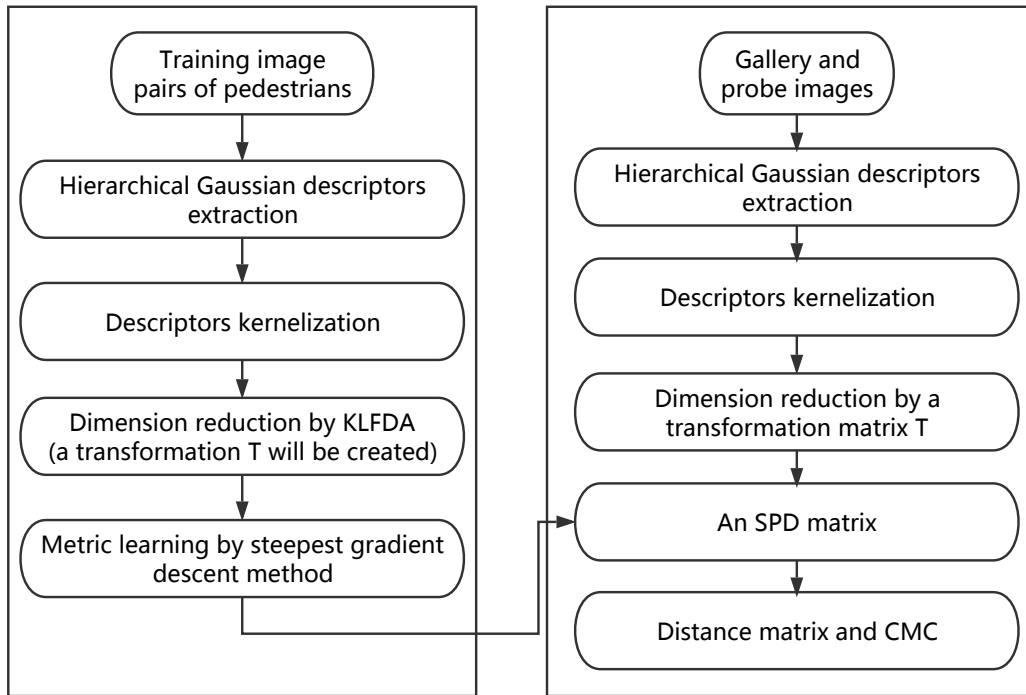 Training image
pairs of pedestrians
Hierarchical Gaussian descriptors
extraction
Descriptors kernelization
Dimension reduction by KLFDA
(a transformation T will be created)
Metric learning by steepest gradient
descent method
Gallery and
probe images
Hierarchical Gaussian descriptors
extraction
Descriptors kernelization
Dimension reduction by a
transformation matrix T
An SPD matrix
Distance matrix and CMC